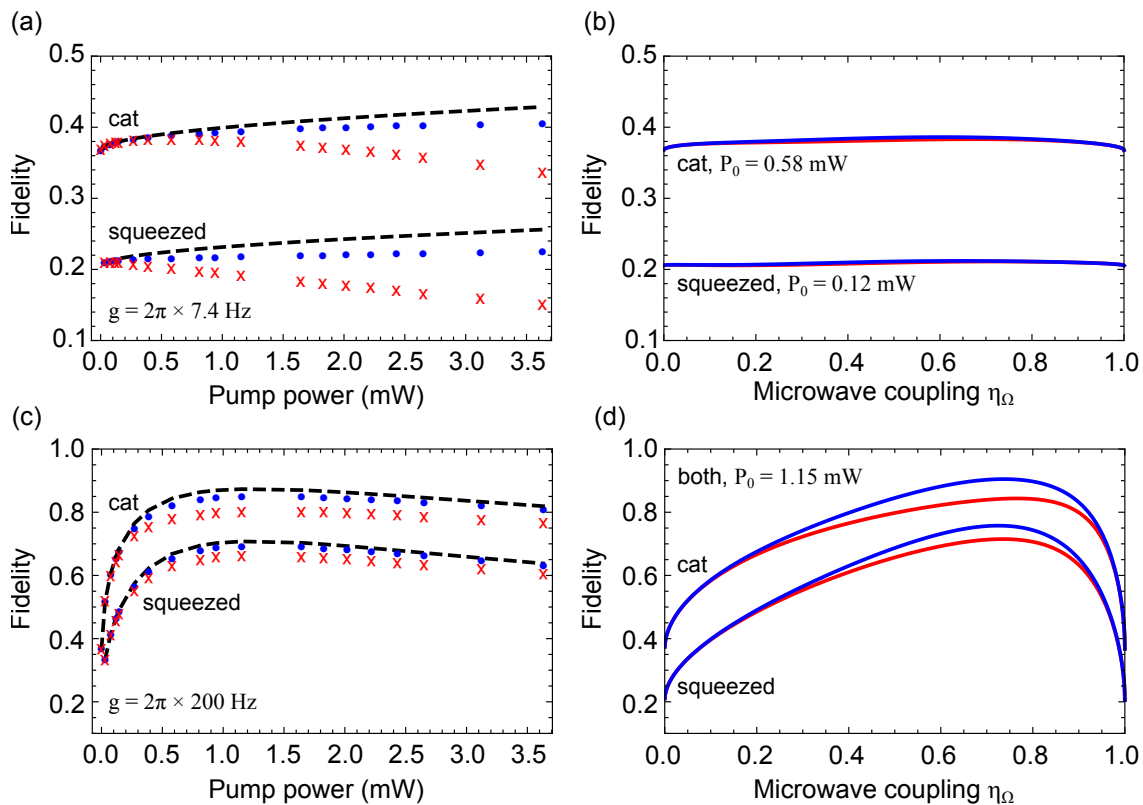 (a)
0.5
0.4
0.3
0.2
0.1
Fidelity
cat
squeezed
g = 2π × 7.4 Hz
0.0 0.5 1.0 1.5 2.0 2.5 3.0 3.5
Pump power (mW)
(b)
0.5
0.4
0.3
0.2
0.1
Fidelity
cat, P₀ = 0.58 mW
squeezed, P₀ = 0.12 mW
0.0 0.2 0.4 0.6 0.8 1.0
Microwave coupling ηΩ
(c)
1.0
0.8
0.6
0.4
0.2
Fidelity
cat
squeezed
g = 2π × 200 Hz
0.0 0.5 1.0 1.5 2.0 2.5 3.0 3.5
Pump power (mW)
(d)
1.0
0.8
0.6
0.4
0.2
Fidelity
both, P₀ = 1.15 mW
cat
squeezed
0.0 0.2 0.4 0.6 0.8 1.0
Microwave coupling ηΩ